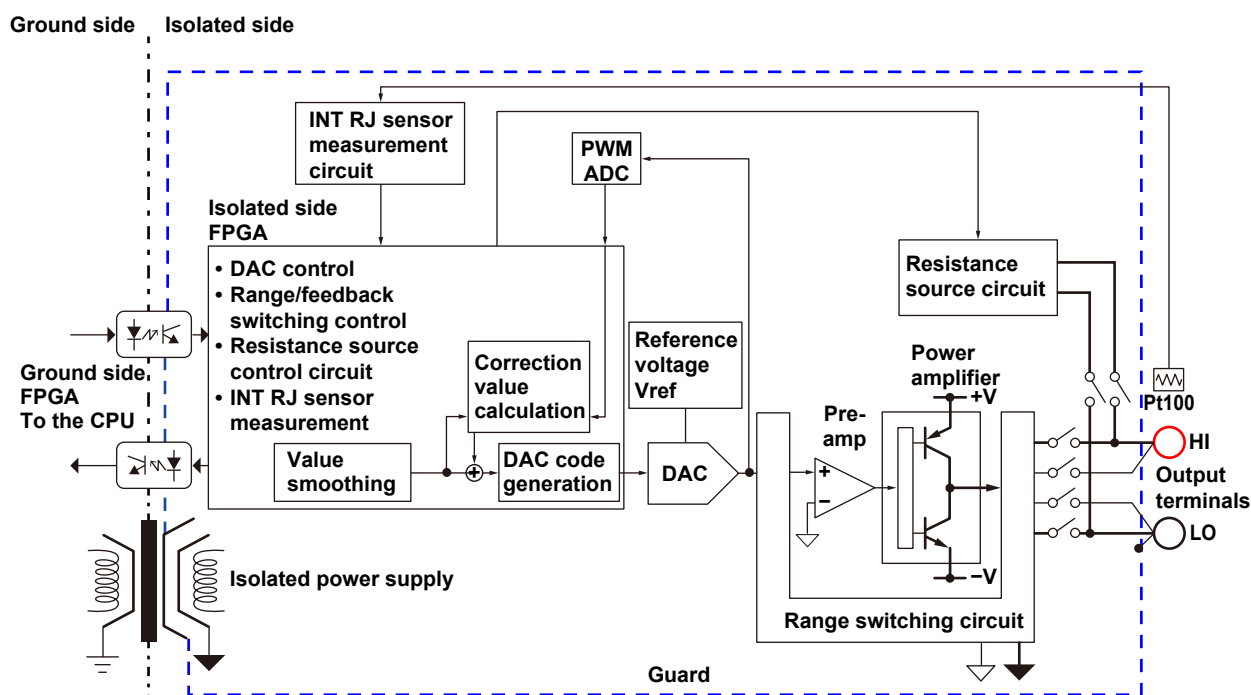 Ground side
Isolated side
INT RJ sensor
measurement
circuit
PWM
ADC
Isolated side
FPGA
• DAC control
• Range/feedback
switching control
• Resistance source
control circuit
• INT RJ sensor
measurement
Correction
value
calculation
Value
smoothing
+
DAC code
generation
Reference
voltage
Vref
DAC
Resistance
source circuit
Power
amplifier
+V
Pre-
amp
+
−
−V
Range switching circuit
Pt100
HI
Output
terminals
LO
Ground side
FPGA
To the CPU
Isolated power supply
Guard